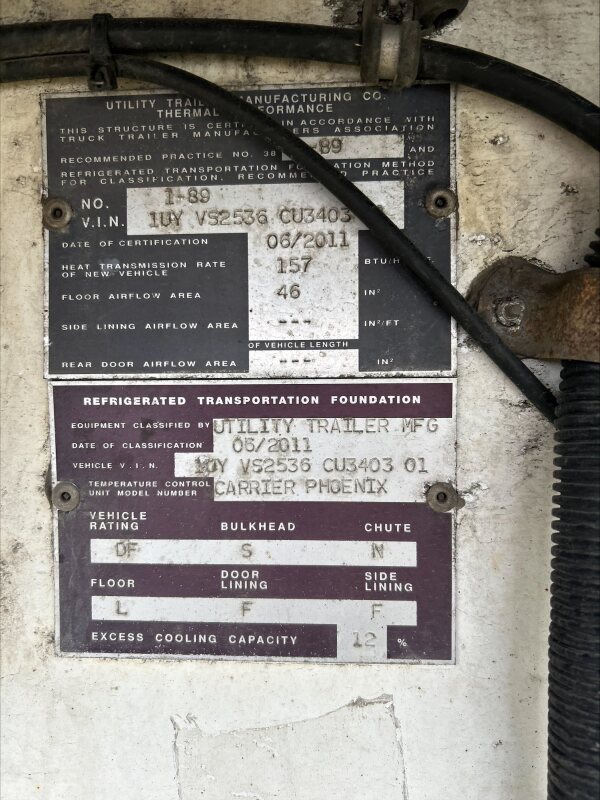 UTILITY TRAILER MANUFACTURING CO.
THERMAL PERFORMANCE
THIS STRUCTURE IS CERTIFIED IN ACCORDANCE WITH
TRUCK TRAILER MANUFACTURERS ASSOCIATION
RECOMMENDED PRACTICE NO. 38 -89 AND
REFRIGERATED TRANSPORTATION FOUNDATION METHOD
FOR CLASSIFICATION, RECOMMENDED PRACTICE
NO. 1-89
V.I.N. 1UY VS2536 CU3403
DATE OF CERTIFICATION 06/2011
HEAT TRANSMISSION RATE
OF NEW VEHICLE 157 BTU/H
FLOOR AIRFLOW AREA 46 IN²
SIDE LINING AIRFLOW AREA --- IN²/FT
OF VEHICLE LENGTH
REAR DOOR AIRFLOW AREA --- IN²
REFRIGERATED TRANSPORTATION FOUNDATION
EQUIPMENT CLASSIFIED BY UTILITY TRAILER MFG
DATE OF CLASSIFICATION 06/2011
VEHICLE V.I.N. 1UY VS2536 CU3403 01
TEMPERATURE CONTROL
UNIT MODEL NUMBER CARRIER PHOENIX
VEHICLE
RATING BULKHEAD CHUTE
DF S N
FLOOR DOOR LINING SIDE LINING
L F F
EXCESS COOLING CAPACITY 12 %